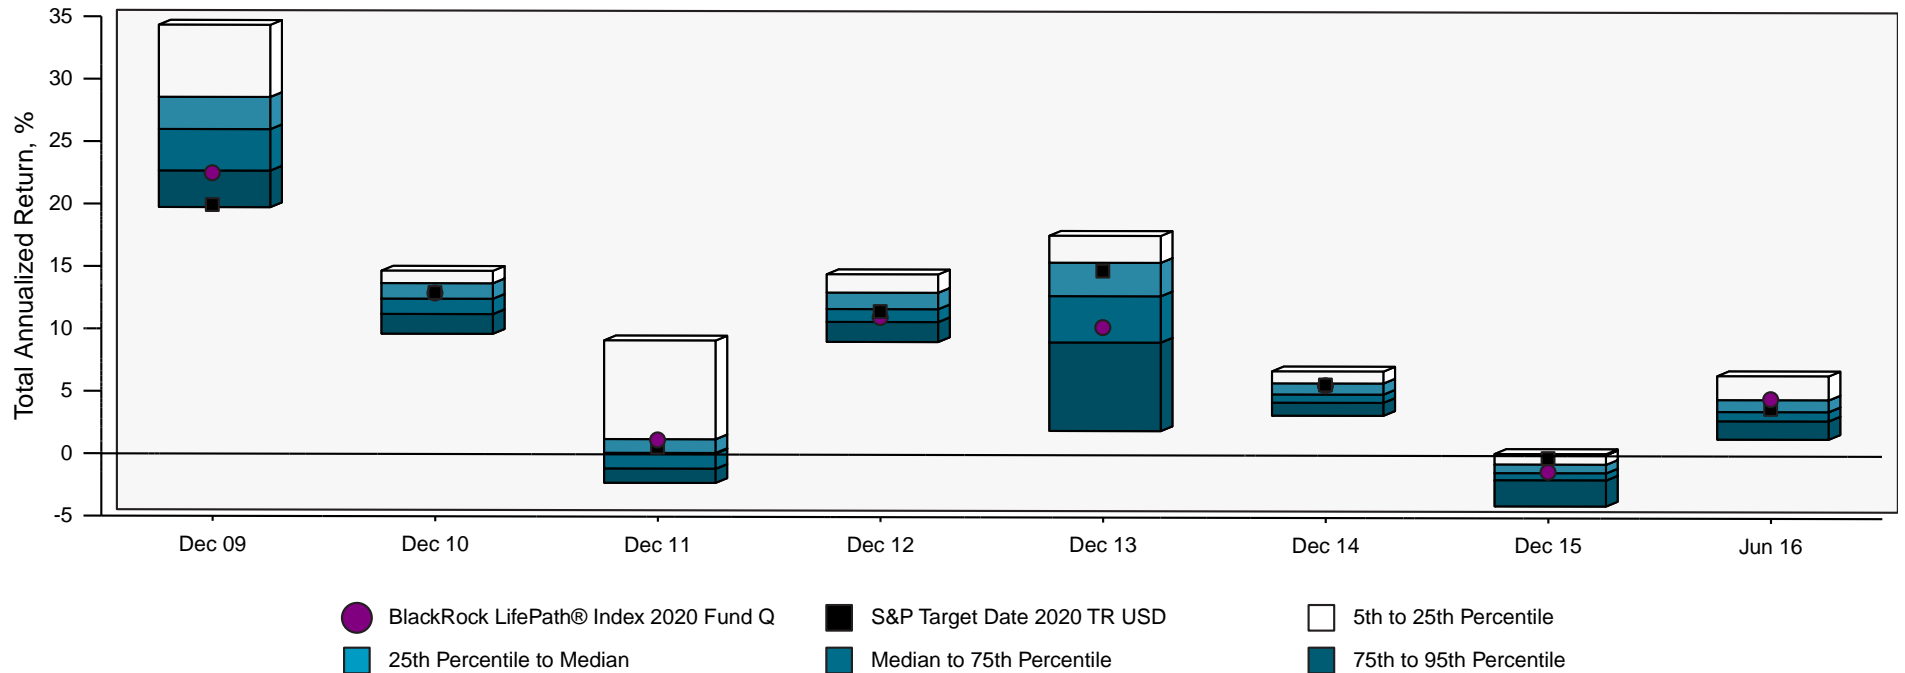 Total Annualized Return, %
35
30
25
20
15
10
5
0
-5
Dec 09 Dec 10 Dec 11 Dec 12 Dec 13 Dec 14 Dec 15 Jun 16
BlackRock LifePath® Index 2020 Fund Q S&P Target Date 2020 TR USD 5th to 25th Percentile
25th Percentile to Median Median to 75th Percentile 75th to 95th Percentile